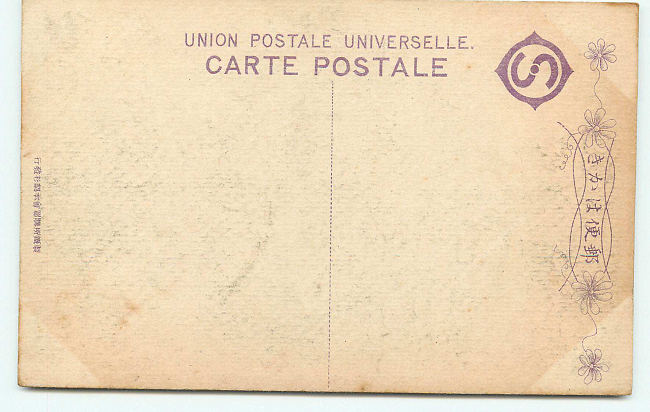 UNION POSTALE UNIVERSELLE.
CARTE POSTALE
郵便はかき